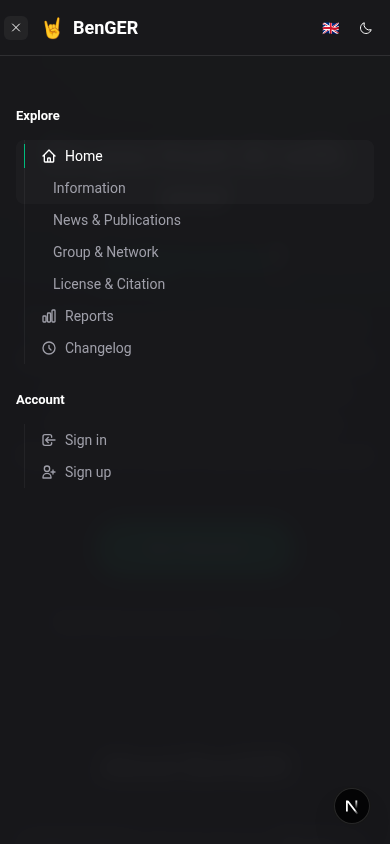 BenGER
Explore
Home
Information
News & Publications
Group & Network
License & Citation
Reports
Changelog
Account
Sign in
Sign up
N